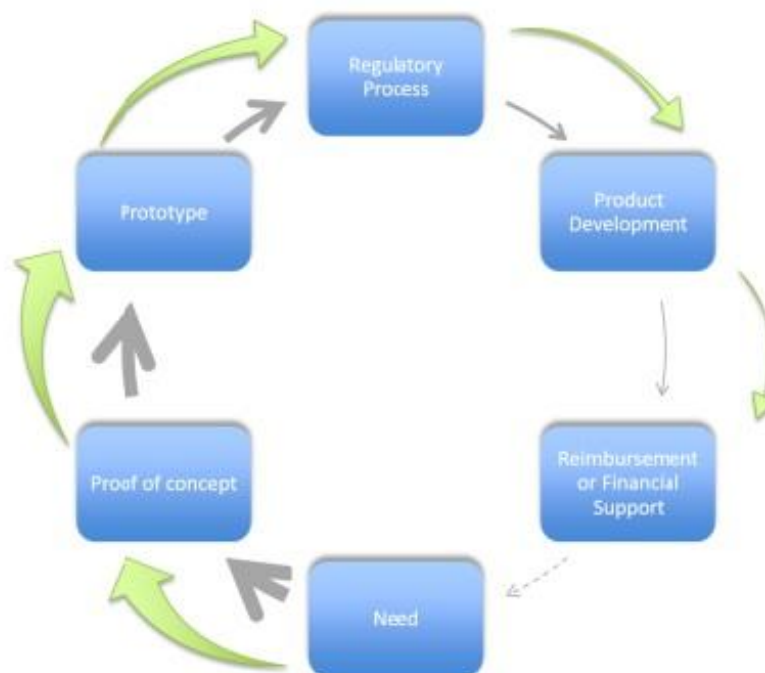 Regulatory
Process
Prototype
Product
Development
Proof of concept
Reimbursement
or Financial
Support
Need